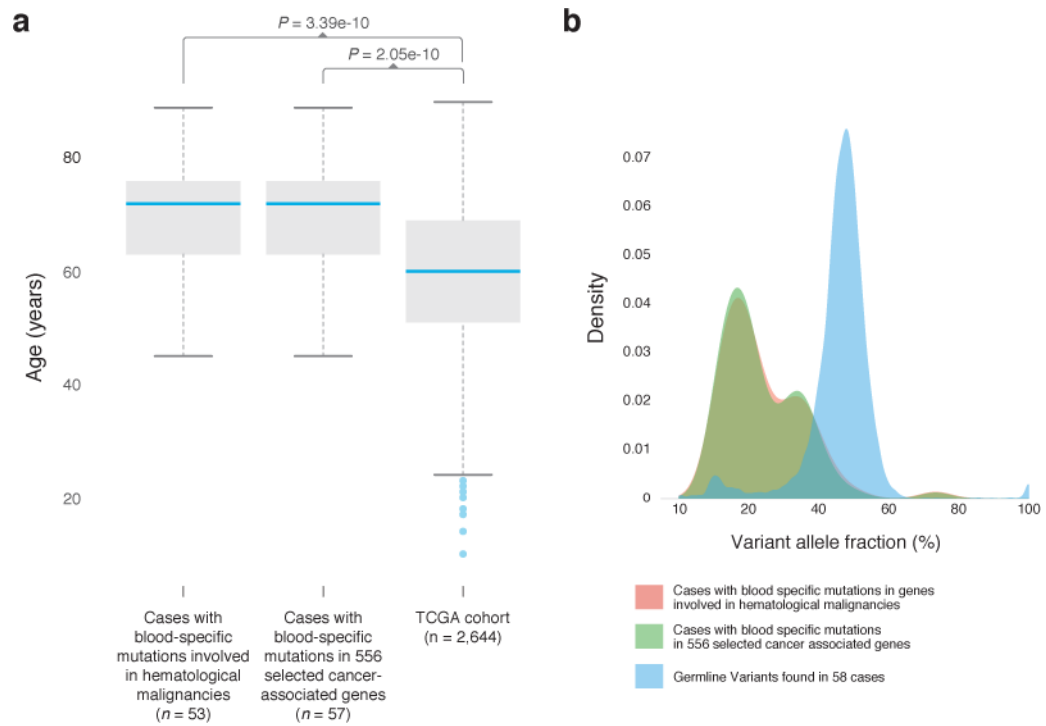 a
P = 3.39e-10
P = 2.05e-10
80
60
40
20
Age (years)
Cases with
blood-specific
mutations involved
in hematological
malignancies
(n = 53)
Cases with
blood-specific
mutations in 556
selected cancer-
associated genes
(n = 57)
TCGA cohort
(n = 2,644)
b
0.07
0.06
0.05
0.04
0.03
0.02
0.01
0
Density
10
20
40
60
80
100
Variant allele fraction (%)
Cases with blood specific mutations in genes
involved in hematological malignancies
Cases with blood specific mutations
in 556 selected cancer associated genes
Germline Variants found in 58 cases